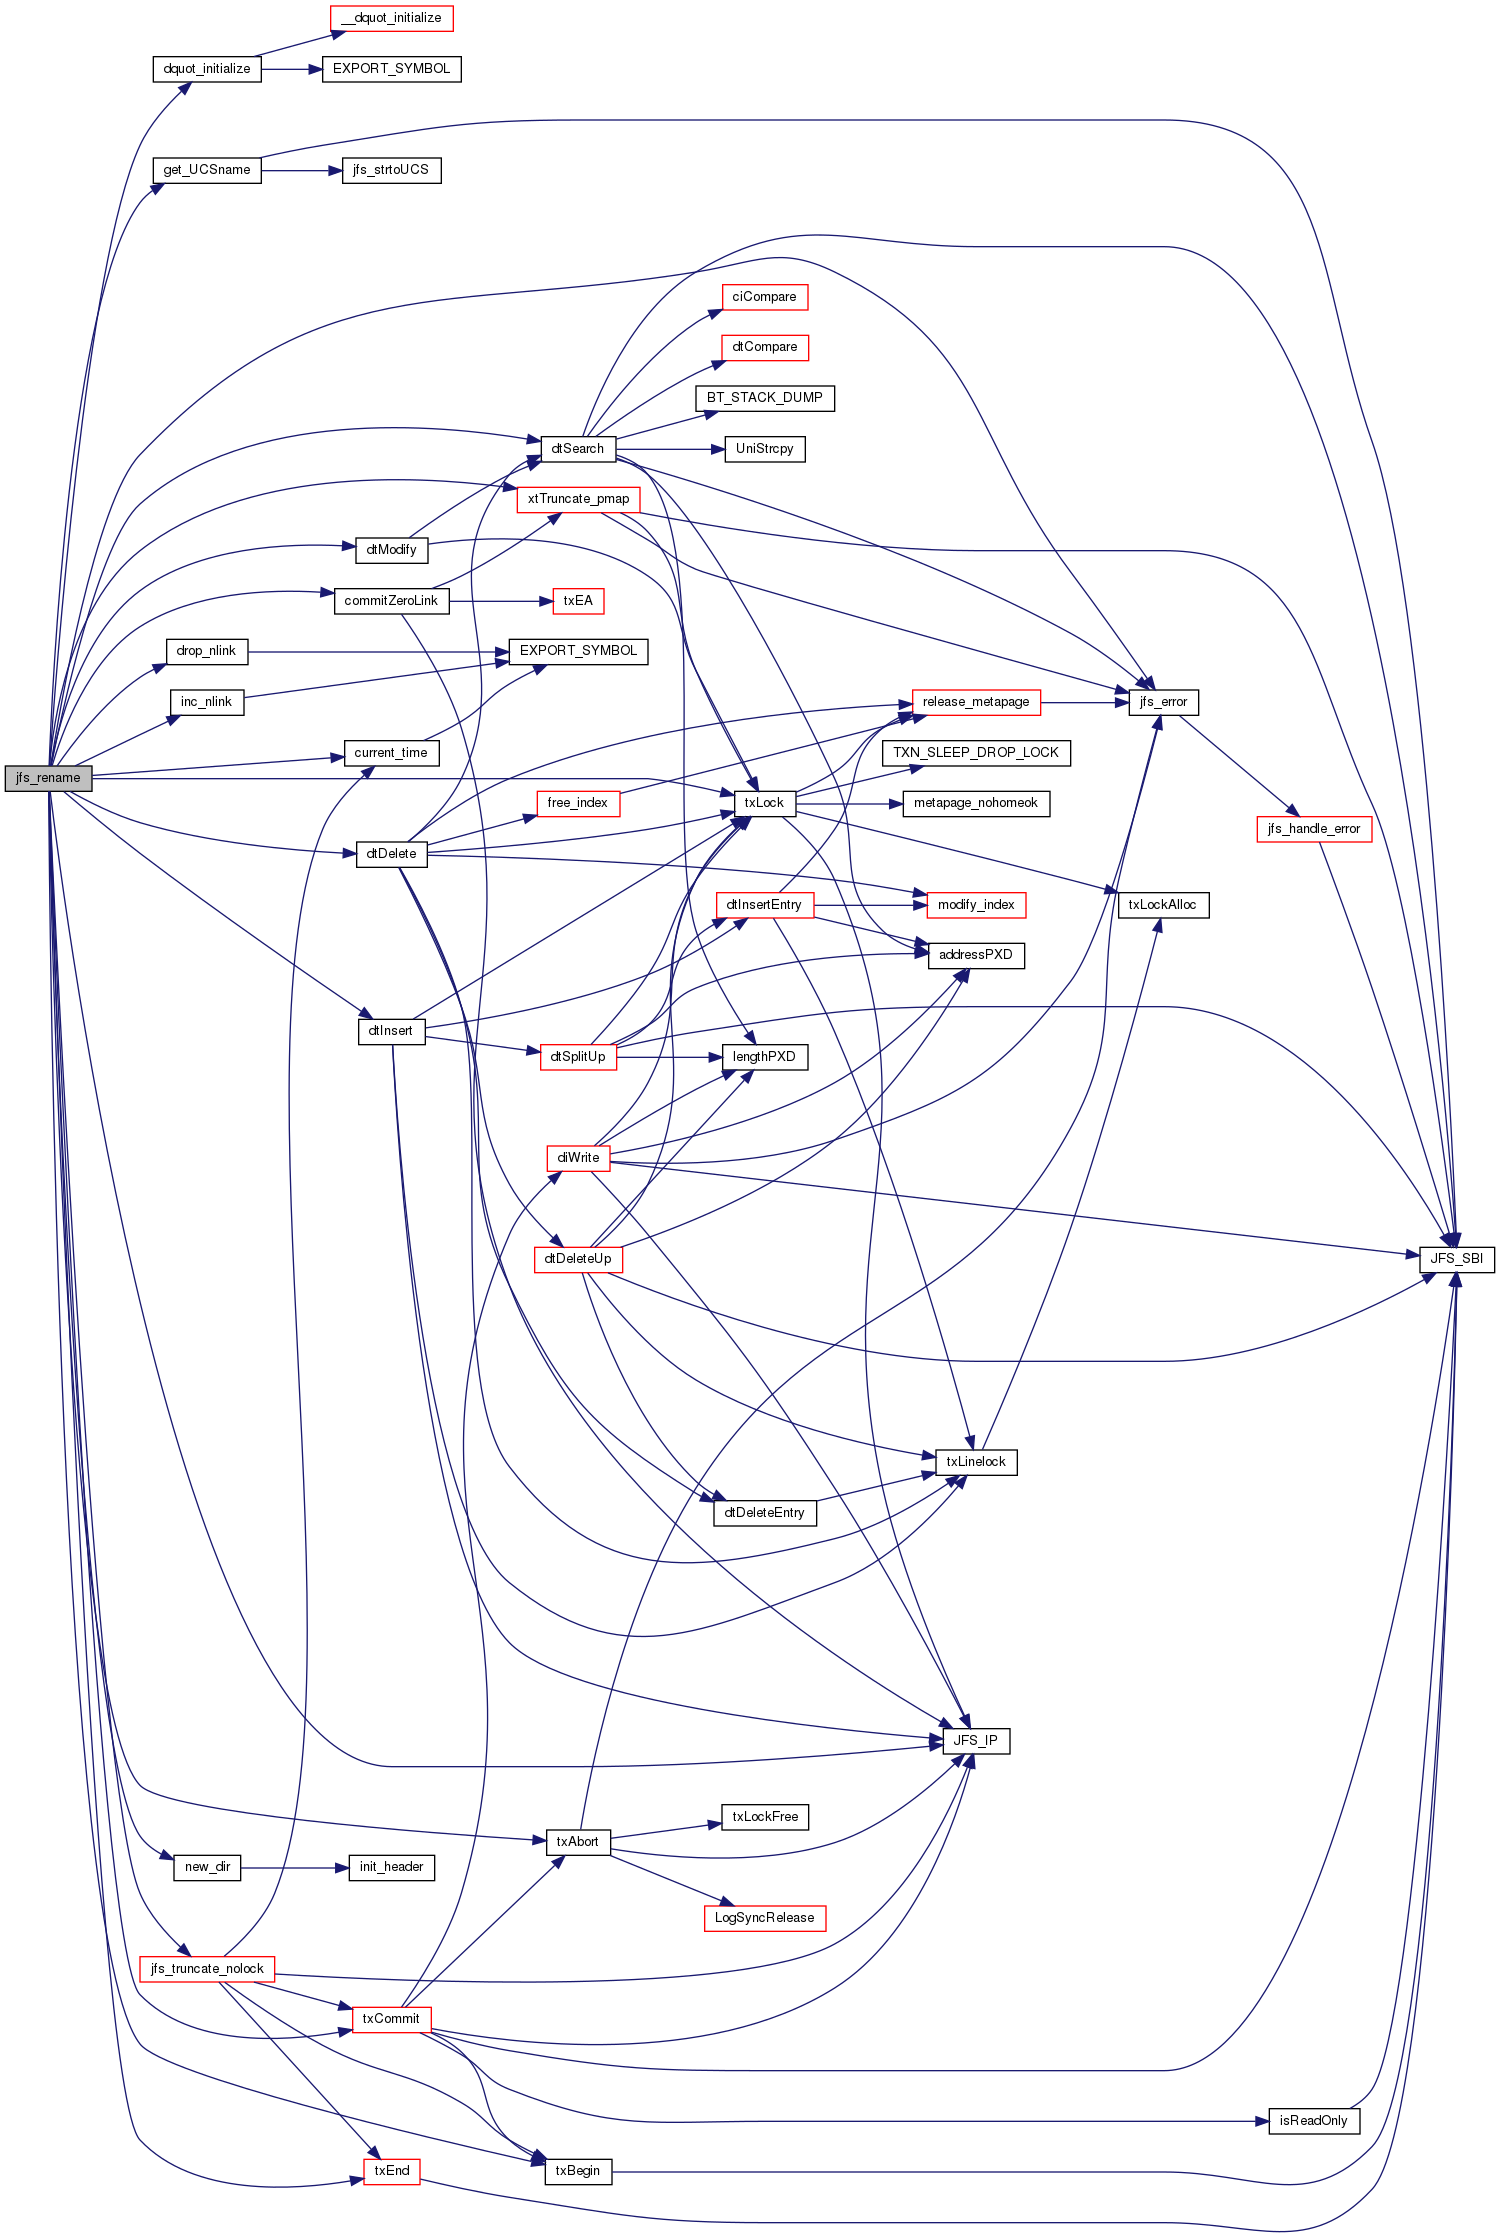 __dquot_initialize
dquot_initialize
EXPORT_SYMBOL
get_UCSname
jfs_strtoUCS
ciCompare
dtCompare
BT_STACK_DUMP
dtSearch
UniStrcpy
xtTruncate_pmap
dtModify
commitZeroLink
txEA
drop_nlink
EXPORT_SYMBOL
inc_nlink
release_metapage
jfs_error
current_time
TXN_SLEEP_DROP_LOCK
jfs_rename
free_index
txLock
metapage_nohomeok
jfs_handle_error
dtDelete
dtInsertEntry
modify_index
txLockAlloc
addressPXD
dtInsert
dtSplitUp
lengthPXD
diWrite
dtDeleteUp
JFS_SBI
txLinelock
dtDeleteEntry
JFS_IP
txLockFree
txAbort
new_dir
init_header
LogSyncRelease
jfs_truncate_nolock
txCommit
isReadOnly
txEnd
txBegin